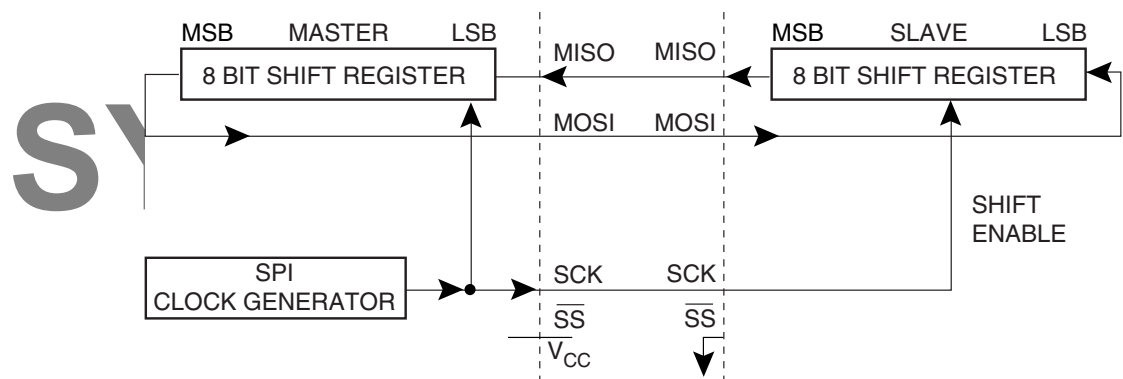 MSB MASTER LSB
MSB SLAVE LSB
MISO MISO
8 BIT SHIFT REGISTER
8 BIT SHIFT REGISTER
MOSI MOSI
SY
SHIFT
ENABLE
SPI
CLOCK GENERATOR
SCK SCK
SS SS
VCC